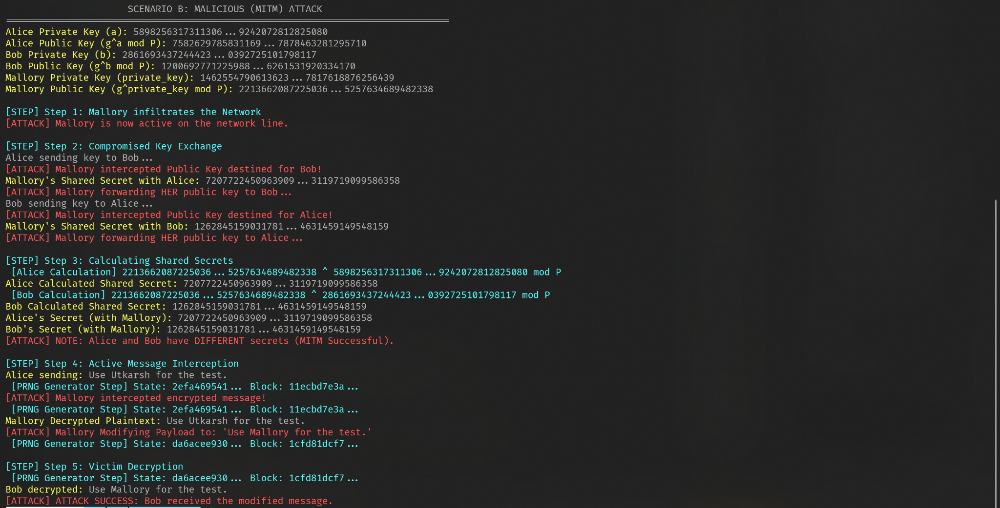 SCENARIO B: MALICIOUS (MITM) ATTACK
Alice Private Key (a): 5898256317311306...9242072812825080
Alice Public Key (g^a mod P): 7582629785831169...7878463281295710
Bob Private Key (b): 2861693437244423...0392725101798117
Bob Public Key (g^b mod P): 1200692771225988...6261531920334170
Mallory Private Key (private_key): 1462554790613623...7817618876256439
Mallory Public Key (g^private_key mod P): 2213662087225036...5257634689482338
[STEP] Step 1: Mallory infiltrates the Network
[ATTACK] Mallory is now active on the network line.
[STEP] Step 2: Compromised Key Exchange
Alice sending key to Bob...
[ATTACK] Mallory intercepted Public Key destined for Bob!
Mallory's Shared Secret with Alice: 7207722450963909...3119719099586358
[ATTACK] Mallory forwarding HER public key to Bob...
Bob sending key to Alice...
[ATTACK] Mallory intercepted Public Key destined for Alice!
Mallory's Shared Secret with Bob: 1262845159031781...4631459149548159
[ATTACK] Mallory forwarding HER public key to Alice...
[STEP] Step 3: Calculating Shared Secrets
[Alice Calculation] 2213662087225036...5257634689482338 ^ 5898256317311306...9242072812825080 mod P
Alice Calculated Shared Secret: 7207722450963909...3119719099586358
[Bob Calculation] 2213662087225036...5257634689482338 ^ 2861693437244423...0392725101798117 mod P
Bob Calculated Shared Secret: 1262845159031781...4631459149548159
Alice's Secret (with Mallory): 7207722450963909...3119719099586358
Bob's Secret (with Mallory): 1262845159031781...4631459149548159
[ATTACK] NOTE: Alice and Bob have DIFFERENT secrets (MITM Successful).
[STEP] Step 4: Active Message Interception
Alice sending: Use Utkarsh for the test.
[PRNG Generator Step] State: 2efa469541... Block: 11ecbd7e3a...
[ATTACK] Mallory intercepted encrypted message!
[PRNG Generator Step] State: 2efa469541... Block: 11ecbd7e3a...
Mallory Decrypted Plaintext: Use Utkarsh for the test.
[ATTACK] Mallory Modifying Payload to: 'Use Mallory for the test.'
[PRNG Generator Step] State: da6acee930... Block: 1cfd81dcf7...
[STEP] Step 5: Victim Decryption
[PRNG Generator Step] State: da6acee930... Block: 1cfd81dcf7...
Bob decrypted: Use Mallory for the test.
[ATTACK] ATTACK SUCCESS: Bob received the modified message.